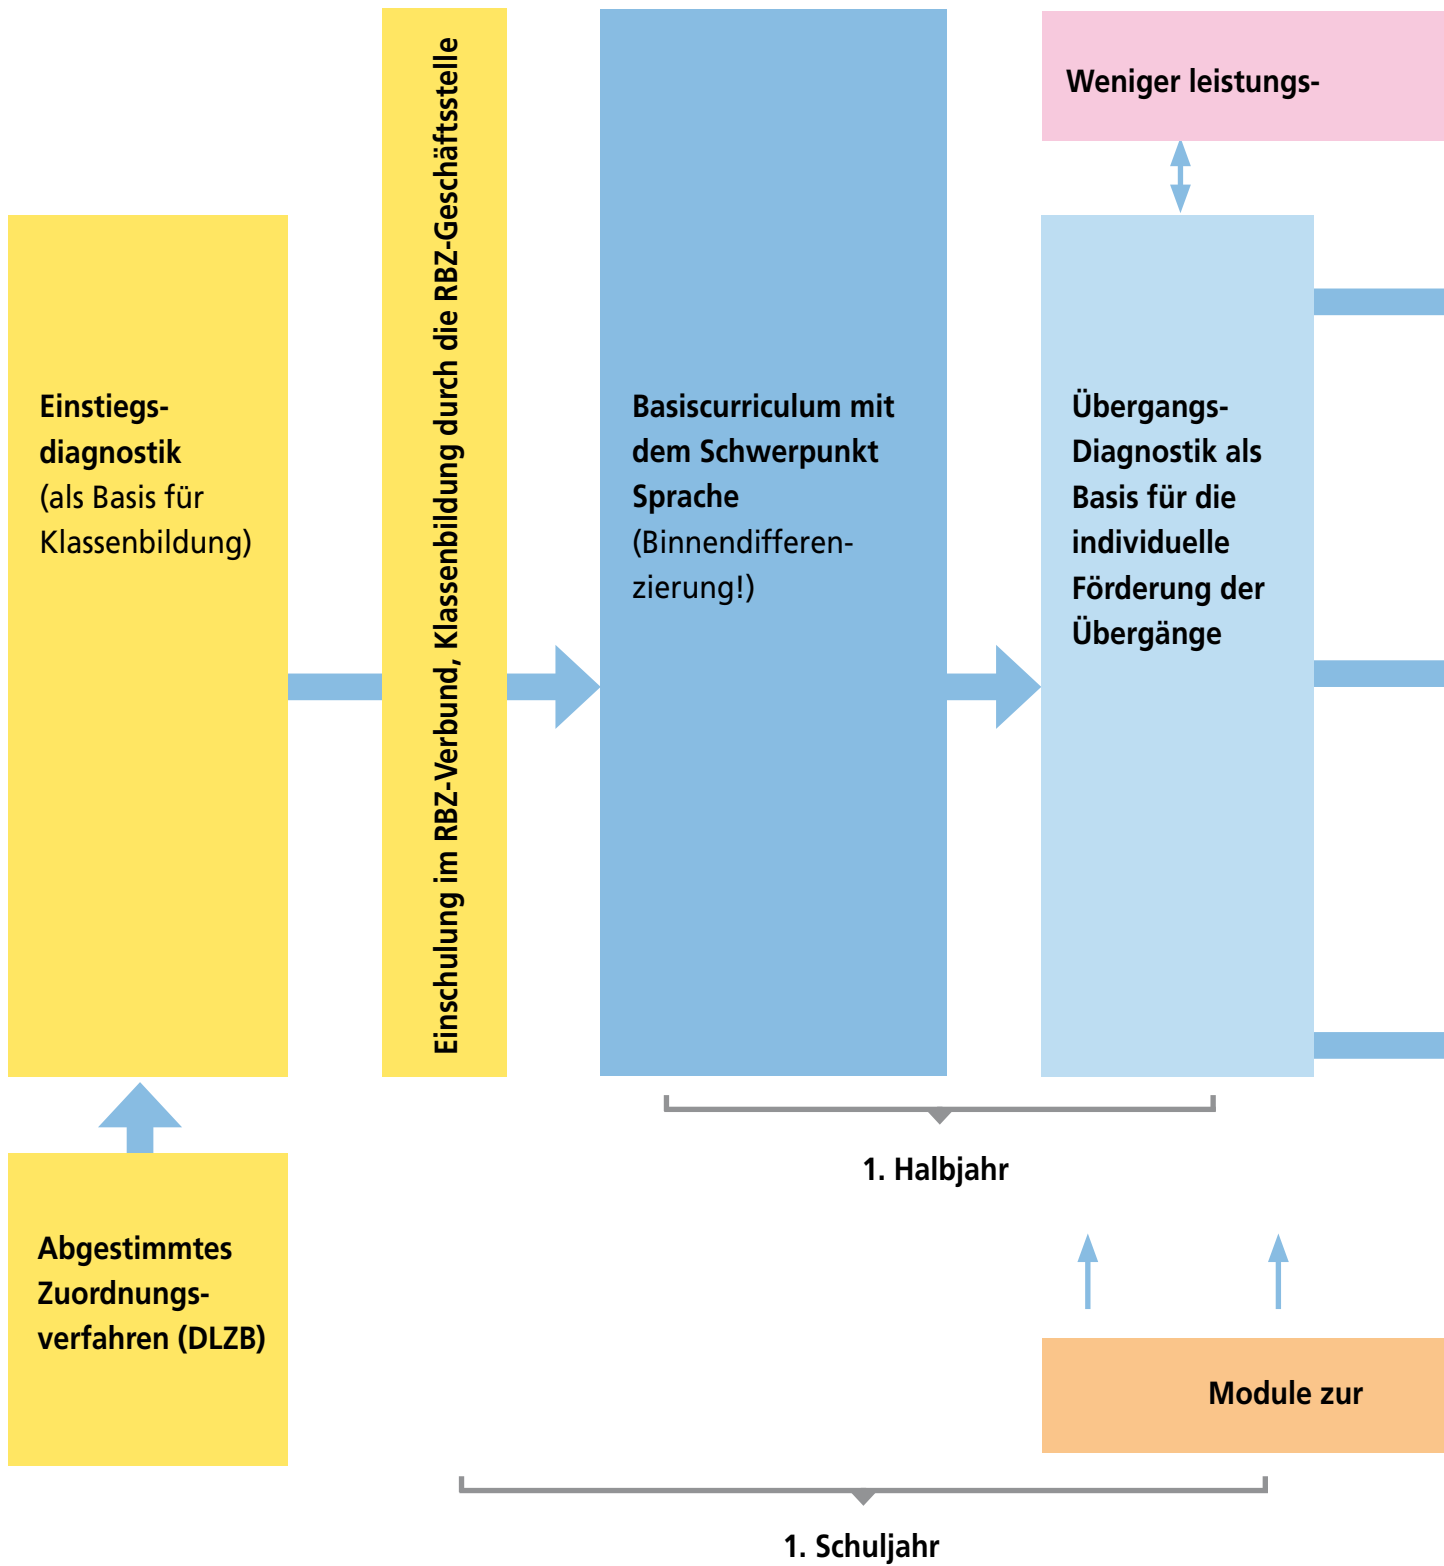 Einstiegs-
diagnostik
(als Basis für
Klassenbildung)
Abgestimmtes
Zuordnungs-
verfahren (DLZB)
Einschulung im RBZ-Verbund, Klassenbildung durch die RBZ-Geschäftsstelle
Basiscurriculum mit
dem Schwerpunkt
Sprache
(Binnendifferen-
zierung!)
Weniger leistungs-
Übergangs-
Diagnostik als
Basis für die
individuelle
Förderung der
Übergänge
1. Halbjahr
Module zur
1. Schuljahr